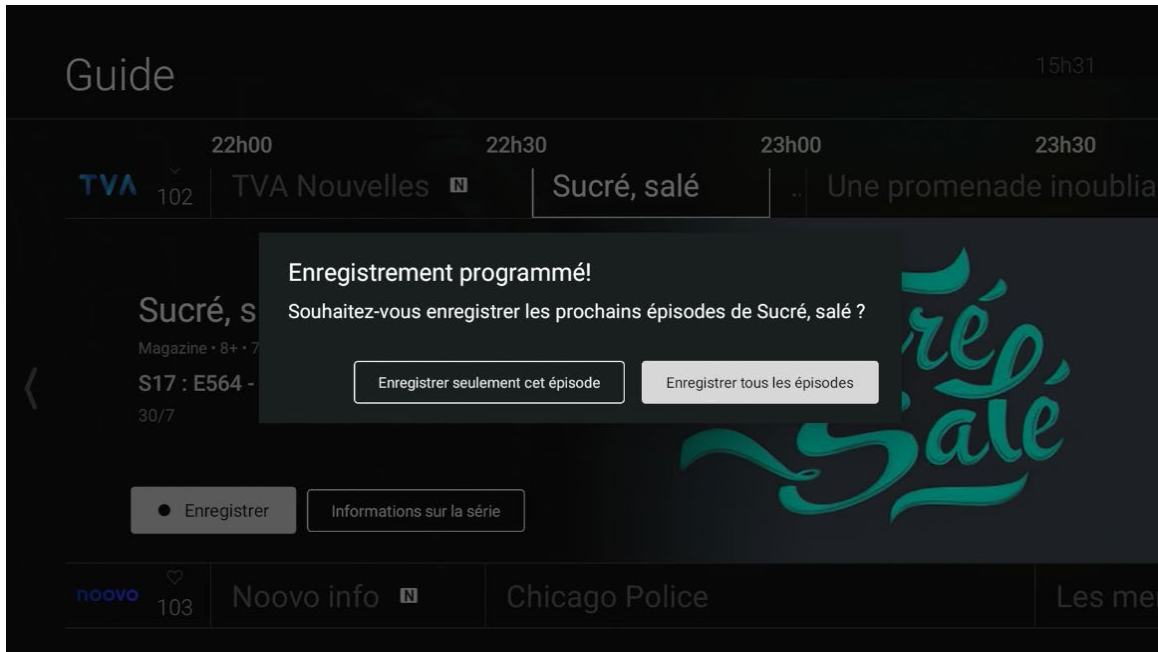 Guide
15h31
22h00 22h30 23h00 23h30
TVA 102 TVA Nouvelles N Sucré, salé .. Une promenade inoublia
Enregistrement programmé!
Souhaitez-vous enregistrer les prochains épisodes de Sucré, salé ?
Enregistrer seulement cet épisode Enregistrer tous les épisodes
Sucré, s
Magazine • 8+ • 7
S17 : E564 -
30/7
Sucré
Salé
Enregistrer Informations sur la série
noovo 103 Noovo info N Chicago Police Les me